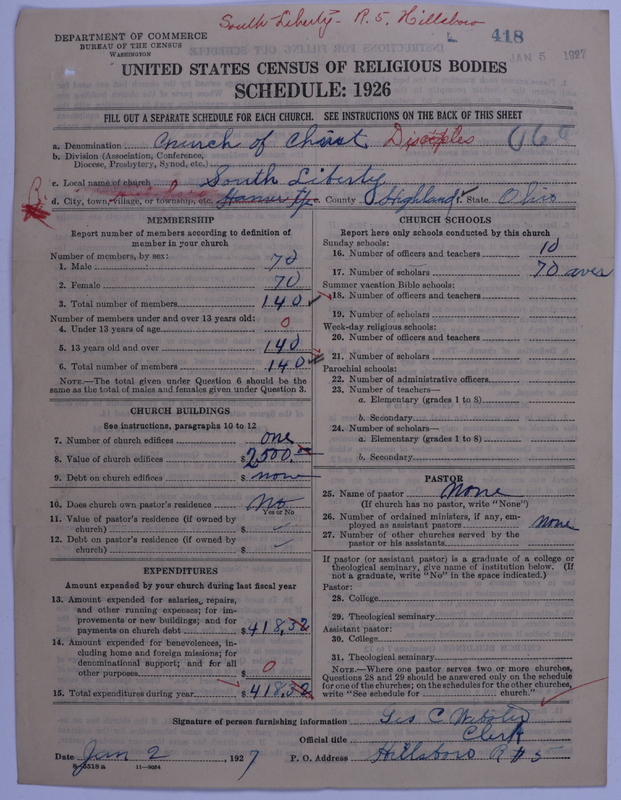 South Liberty - R. 5, Hillsboro
DEPARTMENT OF COMMERCE
BUREAU OF THE CENSUS
WASHINGTON
418
JAN 5 1927
UNITED STATES CENSUS OF RELIGIOUS BODIES
SCHEDULE: 1926
FILL OUT A SEPARATE SCHEDULE FOR EACH CHURCH. SEE INSTRUCTIONS ON THE BACK OF THIS SHEET
a. Denomination Church of Christ Disciples
b. Division (Association, Conference, Diocese, Presbytery, Synod, etc.)
c. Local name of church South Liberty
d. City, town, village, or township, etc. e. County Highland f. State Ohio
MEMBERSHIP
Report number of members according to definition of member in your church
Number of members, by sex:
1. Male 70
2. Female 70
3. Total number of members 140
Number of members under and over 13 years old:
4. Under 13 years of age 0
5. 13 years old and over 140
6. Total number of members 140
NOTE.—The total given under Question 6 should be the same as the total of males and females given under Question 3.
CHURCH BUILDINGS
See instructions, paragraphs 10 to 12
7. Number of church edifices one
8. Value of church edifices $2500.00
9. Debt on church edifices $ none
10. Does church own pastor's residence No
Yes or No
11. Value of pastor's residence (if owned by church) $
12. Debt on pastor's residence (if owned by church) $
EXPENDITURES
Amount expended by your church during last fiscal year
13. Amount expended for salaries, repairs, and other running expenses; for improvements or new buildings; and for payments on church debt $418,52
14. Amount expended for benevolences, including home and foreign missions; for denominational support; and for all other purposes $ 0
15. Total expenditures during year $418,52
CHURCH SCHOOLS
Report here only schools conducted by this church
Sunday schools:
16. Number of officers and teachers 10
17. Number of scholars 70 aver
Summer vacation Bible schools:
18. Number of officers and teachers
19. Number of scholars
Week-day religious schools:
20. Number of officers and teachers
21. Number of scholars
Parochial schools:
22. Number of administrative officers
23. Number of teachers—
a. Elementary (grades 1 to 8)
b. Secondary
24. Number of scholars—
a. Elementary (grades 1 to 8)
b. Secondary
PASTOR
25. Name of pastor None
(If church has no pastor, write "None")
26. Number of ordained ministers, if any, employed as assistant pastors none
27. Number of other churches served by the pastor or his assistants
If pastor (or assistant pastor) is a graduate of a college or theological seminary, give name of institution below. (If not a graduate, write "No" in the space indicated.)
Pastor:
28. College
29. Theological seminary
Assistant pastor:
30. College
31. Theological seminary
NOTE.—Where one pastor serves two or more churches, Questions 28 and 29 should be answered only on the schedule for one of the churches; on the schedules for the other churches, write "See schedule for church."
Signature of person furnishing information Geo C. Webster
Official title Clerk
Date Jan 2, 1927 P. O. Address Hillsboro R # 5
11—9034